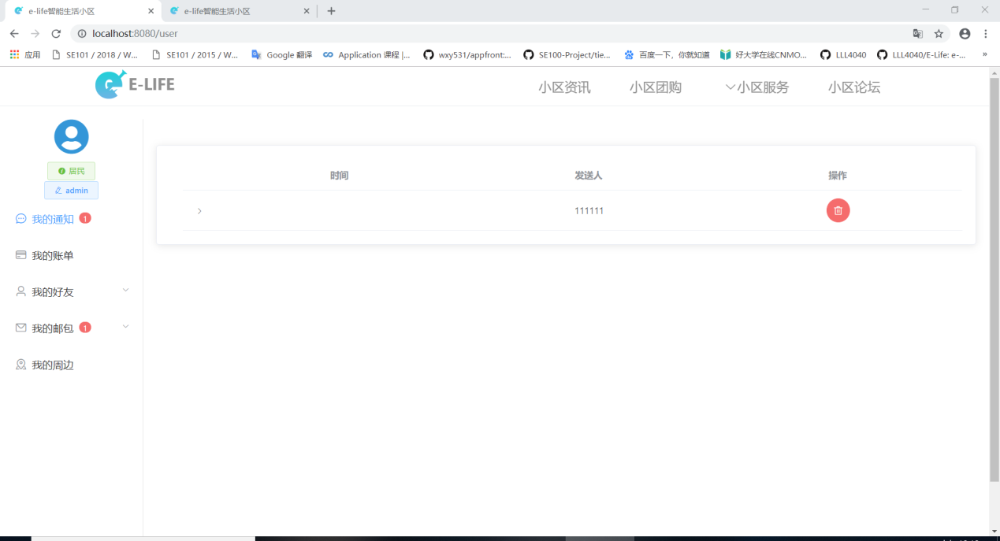 e-life智能生活小区
e-life智能生活小区
localhost:8080/user
应用
SE101 / 2018 / W...
SE101 / 2015 / W...
Google 翻译
Application 课程 |...
wxy531/appfront:...
SE100-Project/tie...
百度一下，你就知道
好大学在线CNMO...
LLL4040
LLL4040/E-Life: e-...
»
E-LIFE
小区资讯
小区团购
小区服务
小区论坛
居民
admin
我的通知 1
我的账单
我的好友
我的邮包 1
我的周边
时间 发送人 操作
111111